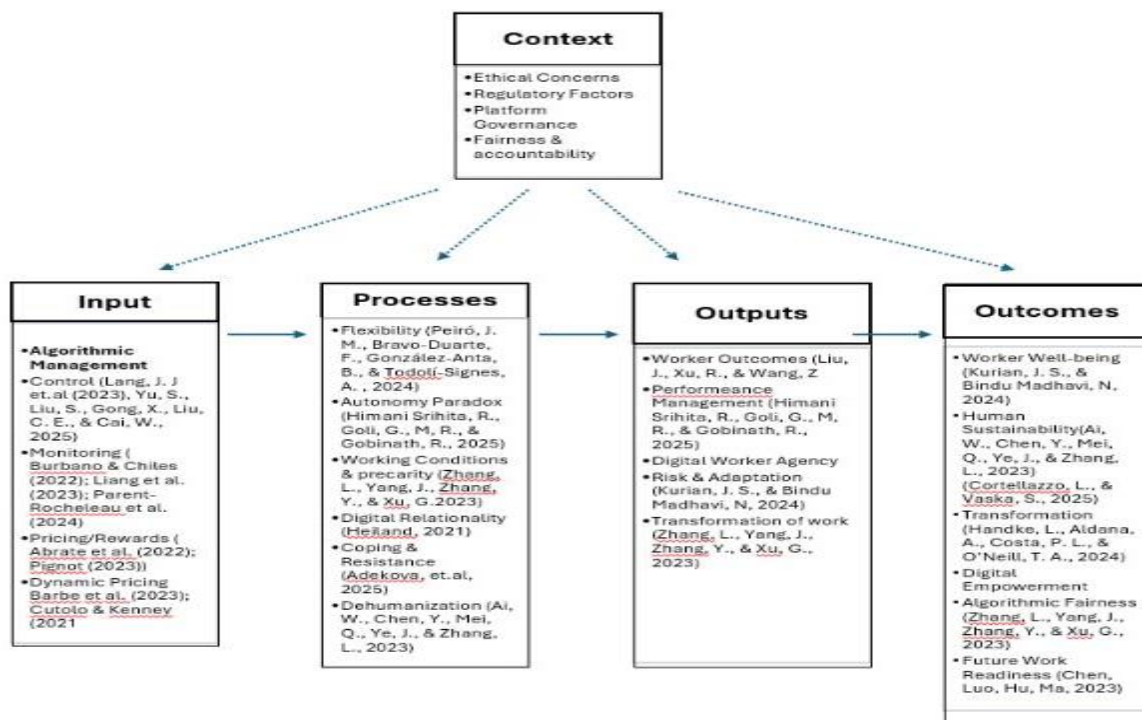 Context
•Ethical Concerns
•Regulatory Factors
•Platform
Governance
•Fairness &
accountability
Input
•Algorithmic
Management
•Control (Lang, J. J
et.al (2023), Yu, S.,
Liu, S., Gong, X., Liu,
C. E., & Cai, W.,
2025)
•Monitoring (
Burbano & Chiles
(2022); Liang et al.
(2023); Parent-
Rocheleau et al.
(2024)
•Pricing/Rewards (
Abrate et al. (2022);
Pignot (2023))
•Dynamic Pricing
Barbe et al. (2023);
Cutolo & Kenney
(2021
Processes
•Flexibility (Peiró, J.
M., Bravo-Duarte,
F., González-Anta,
B., & Todolí-Signes,
A. , 2024)
•Autonomy Paradox
(Himani Srihita, R.,
Goli, G., M, R., &
Gobinath, R., 2025)
•Working Conditions
& precarity (Zhang,
L., Yang, J., Zhang,
Y., & Xu, G.2023)
•Digital Relationality
(Heiland, 2021)
•Coping &
Resistance
(Adekova, et.al,
2025)
•Dehumanization (Ai,
W., Chen, Y., Mei,
Q., Ye, J., & Zhang,
L., 2023)
Outputs
•Worker Outcomes (Liu,
J., Xu, R., & Wang, Z
•Performeance
Management (Himani
Srihita, R., Goli, G., M,
R., & Gobinath, R.,
2025)
•Digital Worker Agency
•Risk & Adaptation
(Kurian, J. S., & Bindu
Madhavi, N, 2024)
•Transformation of work
(Zhang, L., Yang, J.,
Zhang, Y., & Xu, G.,
2023)
Outcomes
•Worker Well-being
(Kurian, J. S., &
Bindu Madhavi, N,
2024)
•Human
Sustainability(Ai,
W., Chen, Y., Mei,
Q., Ye, J., & Zhang,
L., 2023)
(Cortellazzo, L., &
Vaska, S., 2025)
•Transformation
(Handke, L., Aldana,
A., Costa, P. L., &
O'Neill, T. A., 2024)
•Digital
Empowerment
•Algorithmic Fairness
(Zhang, L., Yang, J.,
Zhang, Y., & Xu, G.,
2023)
•Future Work
Readiness (Chen,
Luo, Hu, Ma, 2023)